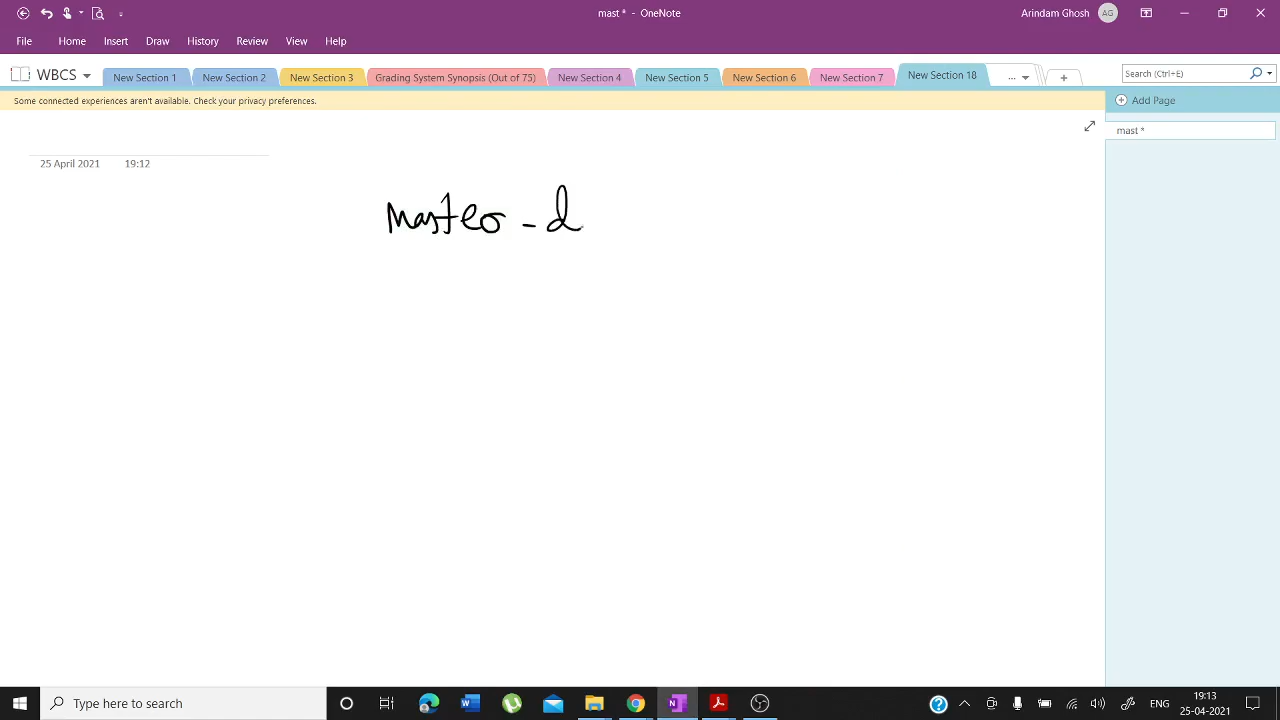 mast * - OneNote
Arindam Ghosh AG
File Home Insert Draw History Review View Help
WBCS New Section 1 New Section 2 New Section 3 Grading System Synopsis (Out of 75) New Section 4 New Section 5 New Section 6 New Section 7 New Section 18 ... Search (Ctrl+E)
Some connected experiences aren't available. Check your privacy preferences.
Add Page
mast *
25 April 2021 19:12
master - d
Type here to search
ENG 19:13
25-04-2021